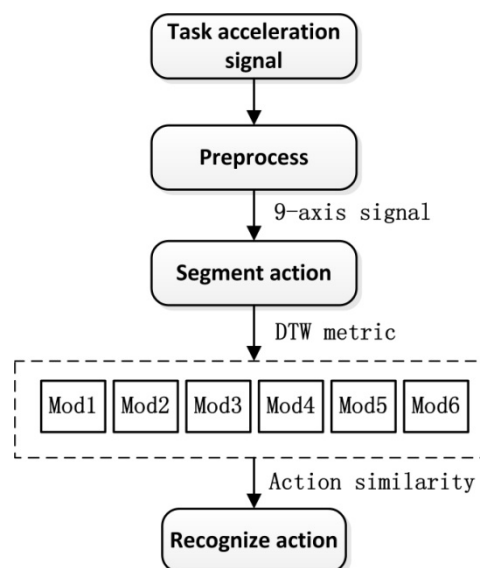 Task acceleration
signal
Preprocess
9-axis signal
Segment action
DTW metric
Mod1 Mod2 Mod3 Mod4 Mod5 Mod6
Action similarity
Recognize action